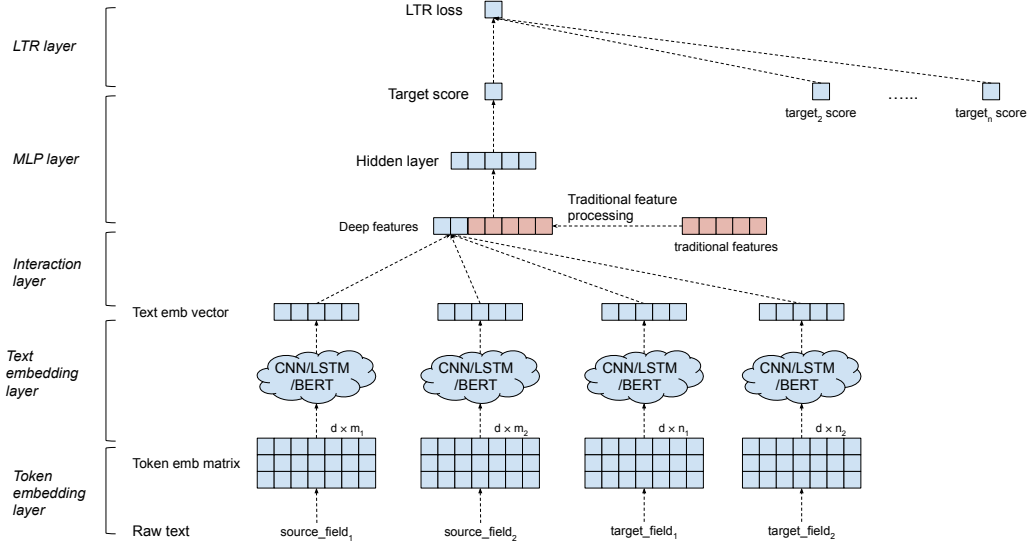 LTR loss
LTR layer
Target score
target₂ score
......
targetₙ score
MLP layer
Hidden layer
Traditional feature
processing
Deep features
traditional features
Interaction
layer
Text emb vector
Text
embedding
layer
CNN/LSTM
/BERT
CNN/LSTM
/BERT
CNN/LSTM
/BERT
CNN/LSTM
/BERT
d × m₁
d × m₂
d × n₁
d × n₂
Token
embedding
layer
Token emb matrix
Raw text
source_field₁
source_field₂
target_field₁
target_field₂